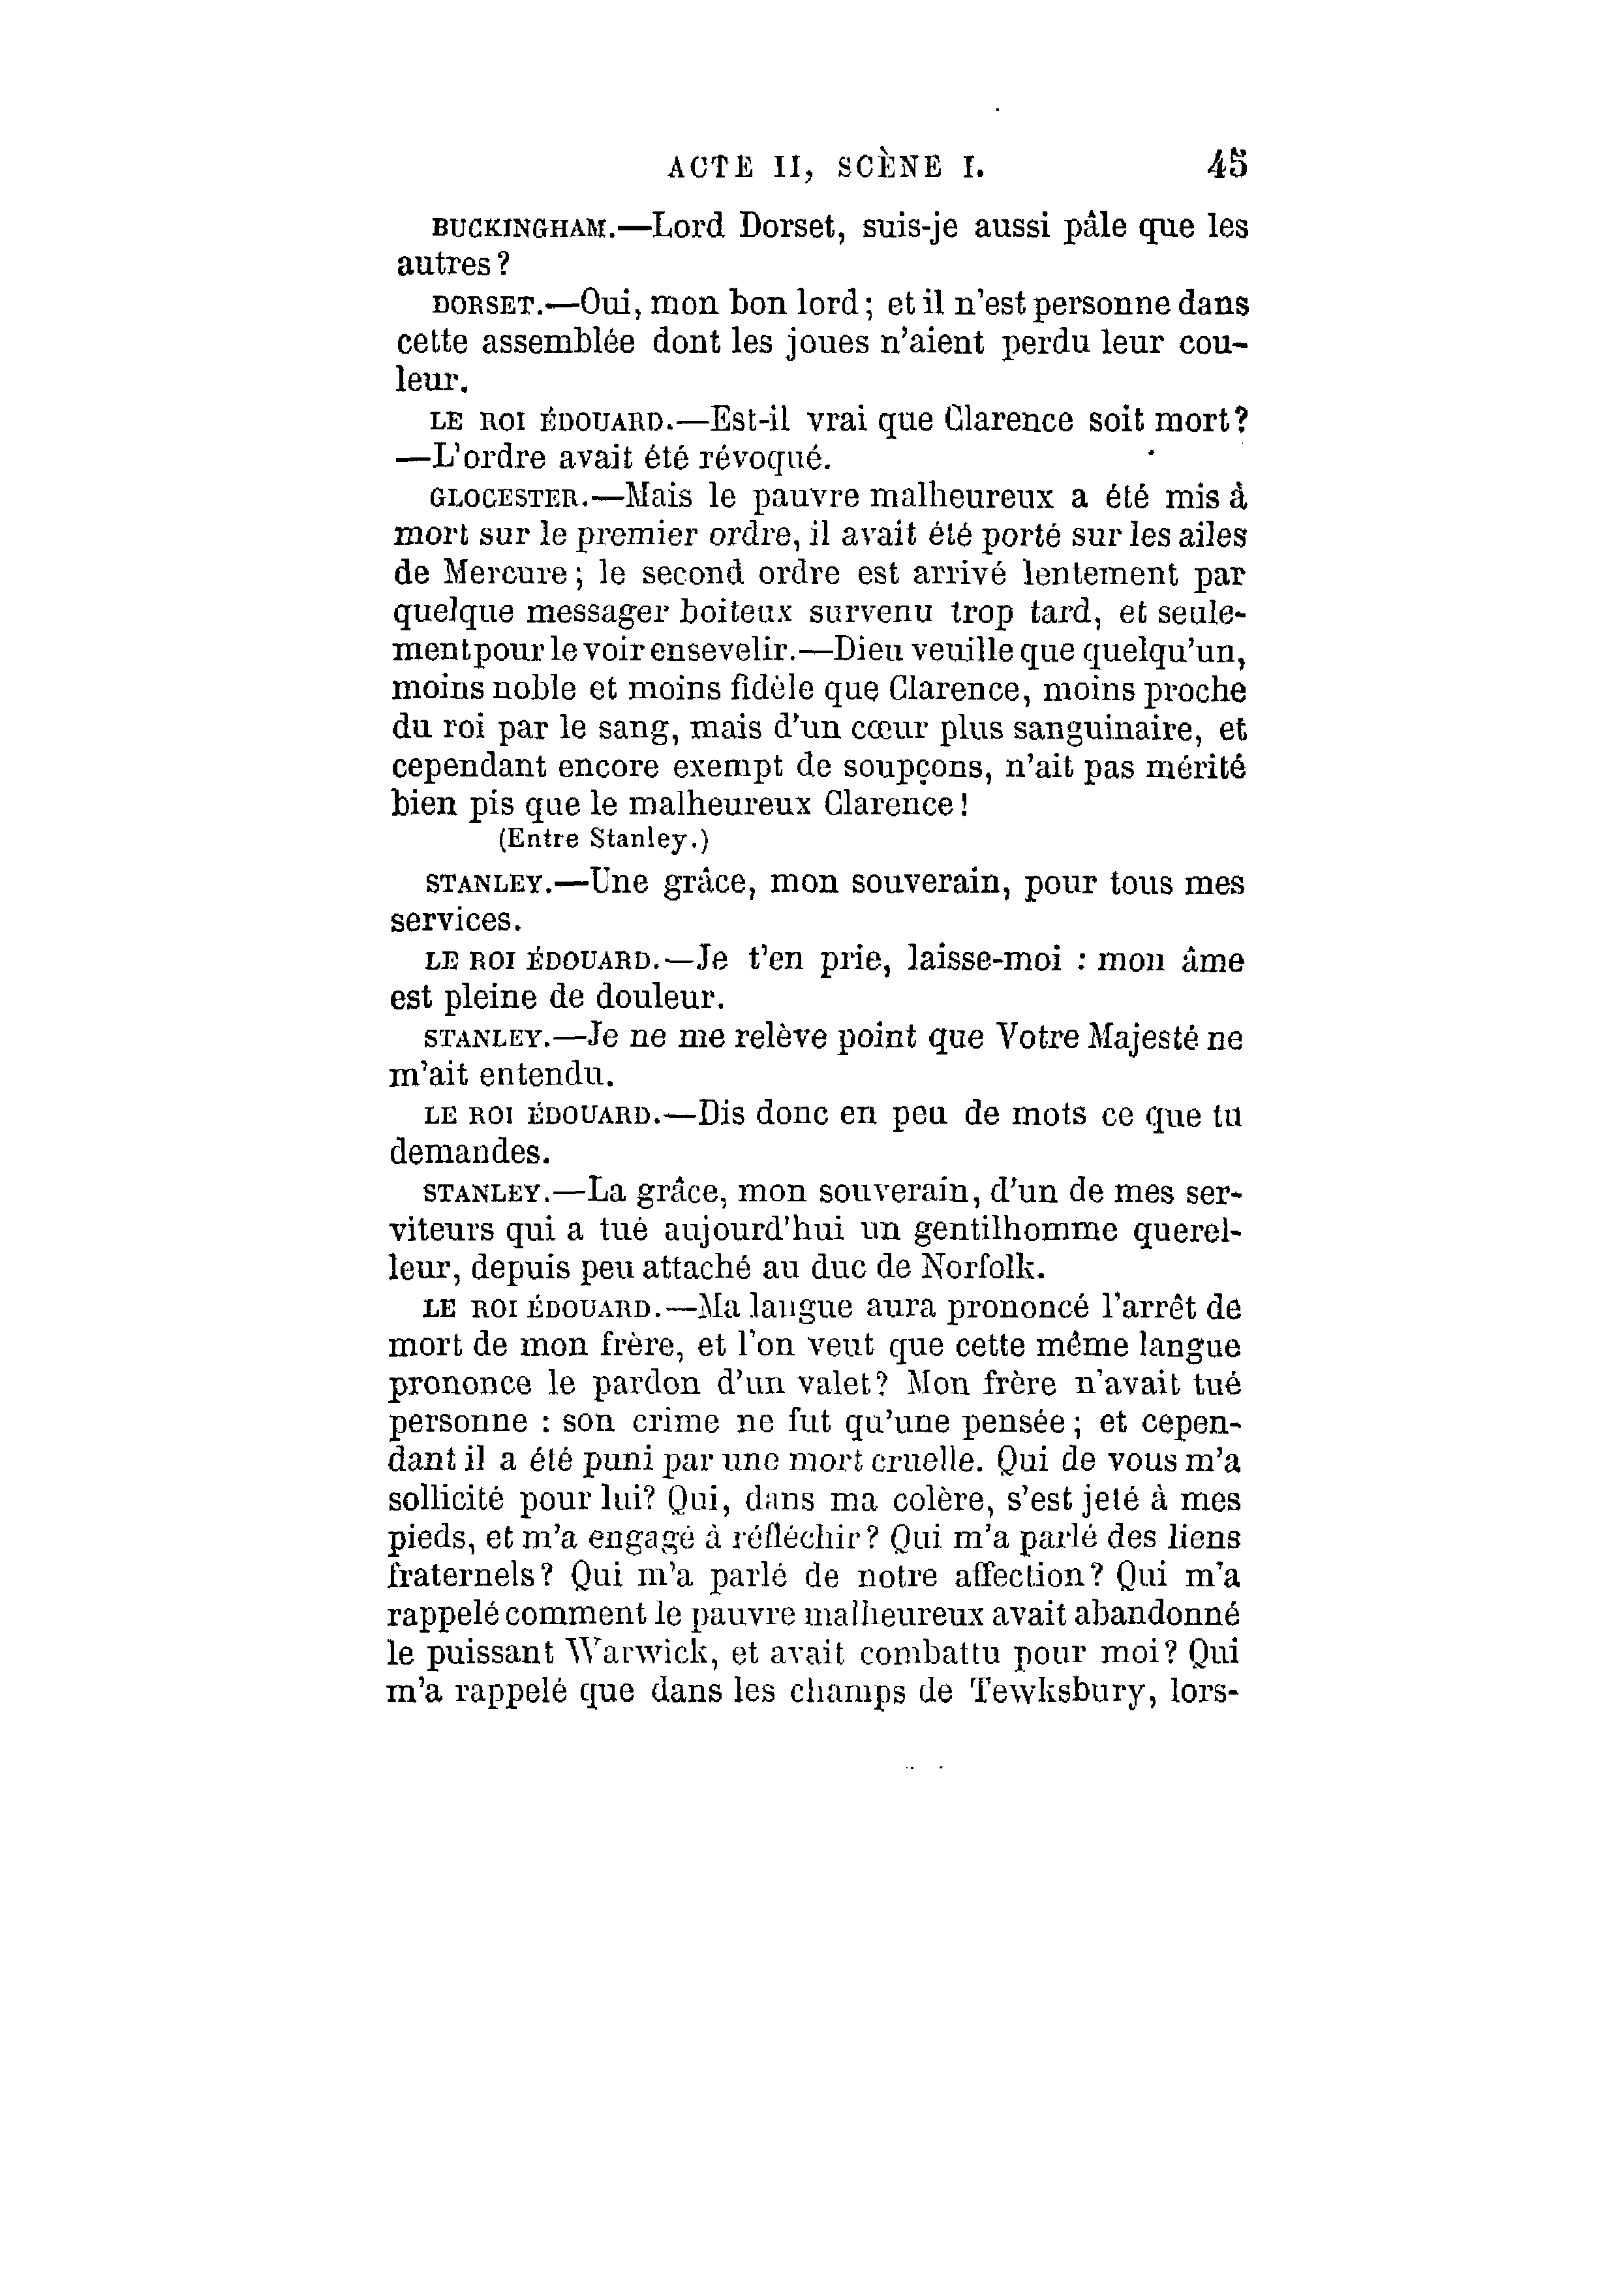 ACTE II, SCÈNE I. 45
BUCKINGHAM.—Lord Dorset, suis-je aussi pâle que les
autres?
DORSET.—Oui, mon bon lord; et il n'est personne dans
cette assemblée dont les joues n'aient perdu leur cou-
leur.
LE ROI ÉDOUARD.—Est-il vrai que Clarence soit mort?
—L'ordre avait été révoqué.
GLOCESTER.—Mais le pauvre malheureux a été mis à
mort sur le premier ordre, il avait été porté sur les ailes
de Mercure; le second ordre est arrivé lentement par
quelque messager boiteux survenu trop tard, et seule-
ment pour le voir ensevelir.—Dieu veuille que quelqu'un,
moins noble et moins fidèle que Clarence, moins proche
du roi par le sang, mais d'un cœur plus sanguinaire, et
cependant encore exempt de soupçons, n'ait pas mérité
bien pis que le malheureux Clarence!
(Entre Stanley.)
STANLEY.—Une grâce, mon souverain, pour tous mes
services.
LE ROI ÉDOUARD.—Je t'en prie, laisse-moi : mon âme
est pleine de douleur.
STANLEY.—Je ne me relève point que Votre Majesté ne
m'ait entendu.
LE ROI ÉDOUARD.—Dis donc en peu de mots ce que tu
demandes.
STANLEY.—La grâce, mon souverain, d'un de mes ser-
viteurs qui a tué aujourd'hui un gentilhomme querel-
leur, depuis peu attaché au duc de Norfolk.
LE ROI ÉDOUARD.—Ma langue aura prononcé l'arrêt de
mort de mon frère, et l'on veut que cette même langue
prononce le pardon d'un valet? Mon frère n'avait tué
personne : son crime ne fut qu'une pensée; et cepen-
dant il a été puni par une mort cruelle. Qui de vous m'a
sollicité pour lui? Qui, dans ma colère, s'est jeté à mes
pieds, et m'a engagé à réfléchir? Qui m'a parlé des liens
fraternels? Qui m'a parlé de notre affection? Qui m'a
rappelé comment le pauvre malheureux avait abandonné
le puissant Warwick, et avait combattu pour moi? Qui
m'a rappelé que dans les champs de Tewksbury, lors-